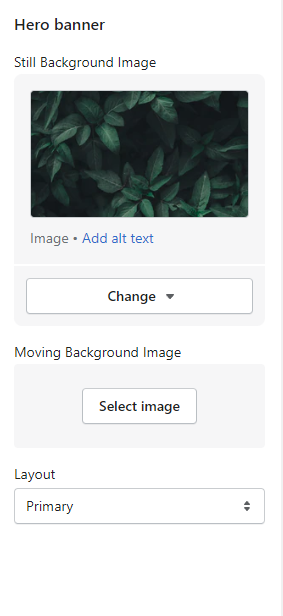 Hero banner
Still Background Image
Image • Add alt text
Change
Moving Background Image
Select image
Layout
Primary